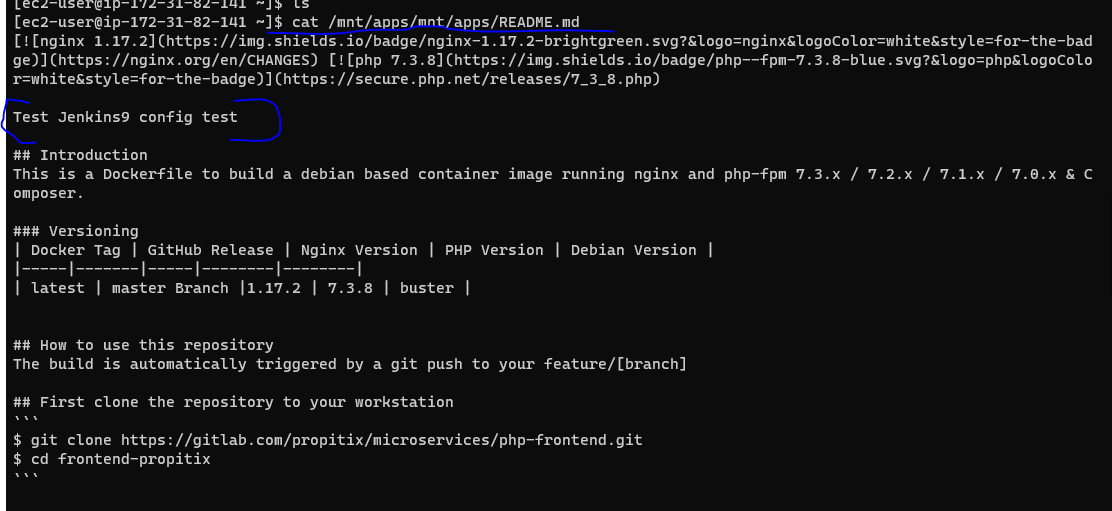 [ec2-user@ip-172-31-82-141 ~]$ ls
[ec2-user@ip-172-31-82-141 ~]$ cat /mnt/apps/mnt/apps/README.md
[![nginx 1.17.2](https://img.shields.io/badge/nginx-1.17.2-brightgreen.svg?&logo=nginx&logoColor=white&style=for-the-bad
ge)](https://nginx.org/en/CHANGES) [![php 7.3.8](https://img.shields.io/badge/php--fpm-7.3.8-blue.svg?&logo=php&logoColo
r=white&style=for-the-badge)](https://secure.php.net/releases/7_3_8.php)
Test Jenkins9 config test
## Introduction
This is a Dockerfile to build a debian based container image running nginx and php-fpm 7.3.x / 7.2.x / 7.1.x / 7.0.x & C
omposer.
### Versioning
| Docker Tag | GitHub Release | Nginx Version | PHP Version | Debian Version |
|-----|-------|-----|--------|--------|
| latest | master Branch |1.17.2 | 7.3.8 | buster |
## How to use this repository
The build is automatically triggered by a git push to your feature/[branch]
## First clone the repository to your workstation
```
$ git clone https://gitlab.com/propitix/microservices/php-frontend.git
$ cd frontend-propitix
```